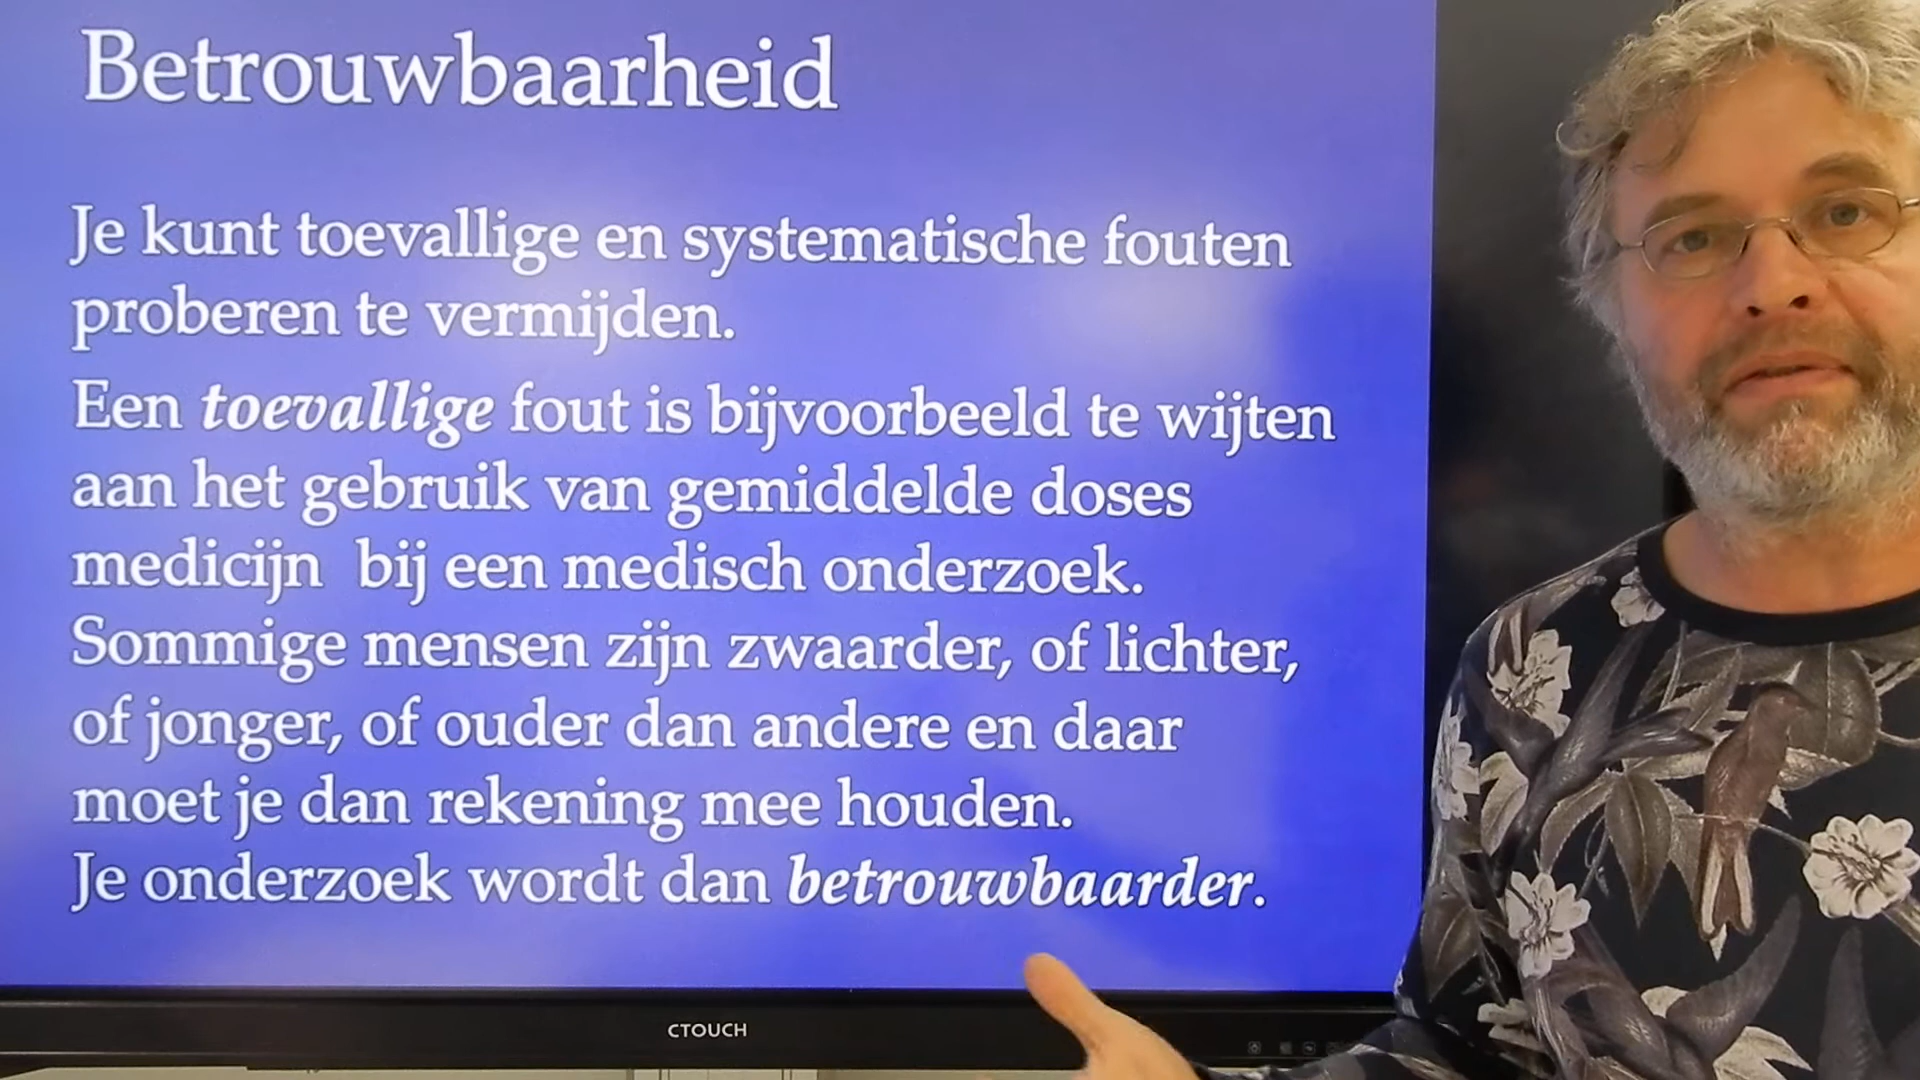 Betrouwbaarheid
Je kunt toevallige en systematische fouten
proberen te vermijden.
Een toevallige fout is bijvoorbeeld te wijten
aan het gebruik van gemiddelde doses
medicijn bij een medisch onderzoek.
Sommige mensen zijn zwaarder, of lichter,
of jonger, of ouder dan andere en daar
moet je dan rekening mee houden.
Je onderzoek wordt dan betrouwbaarder.
CTOUCH